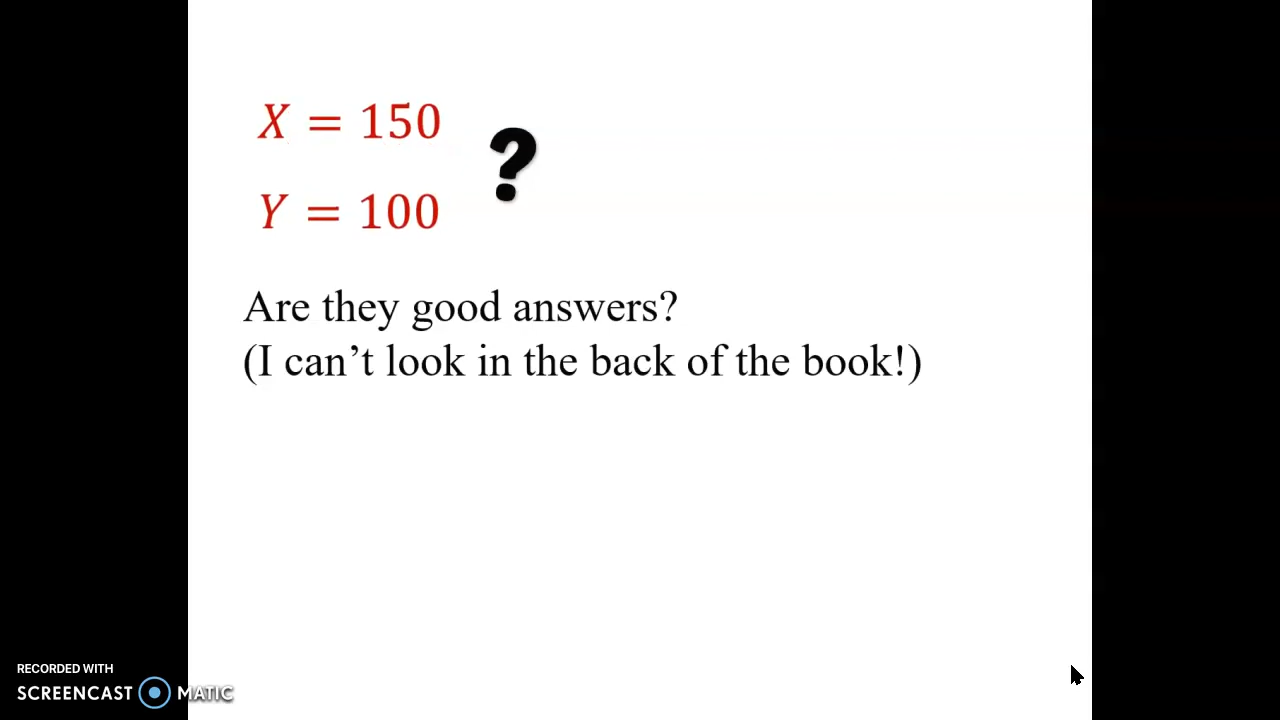 X = 150
?
Y = 100
Are they good answers?
(I can’t look in the back of the book!)
RECORDED WITH
SCREENCAST MATIC